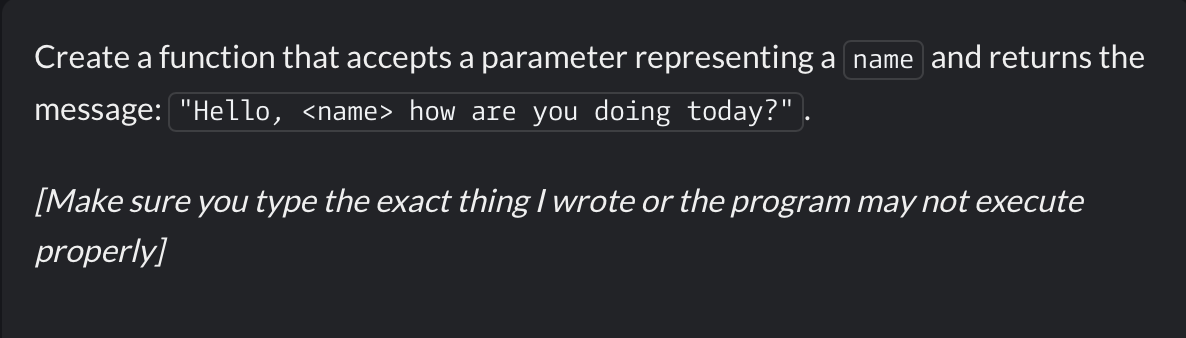 Create a function that accepts a parameter representing a name and returns the
message: "Hello, <name> how are you doing today?".
[Make sure you type the exact thing I wrote or the program may not execute
properly]